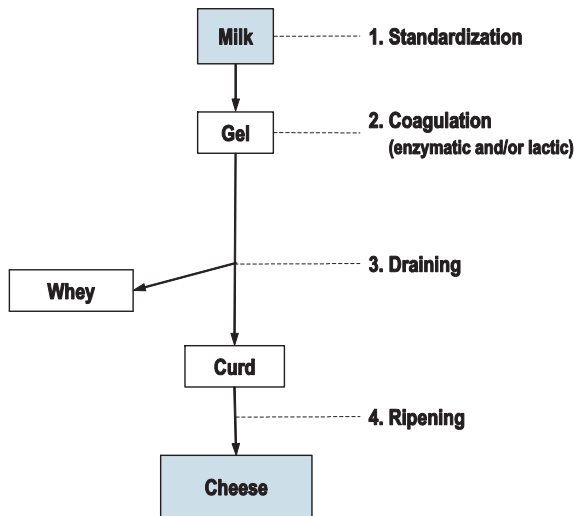 Milk
1. Standardization
Gel
2. Coagulation
(enzymatic and/or lactic)
3. Draining
Whey
Curd
4. Ripening
Cheese